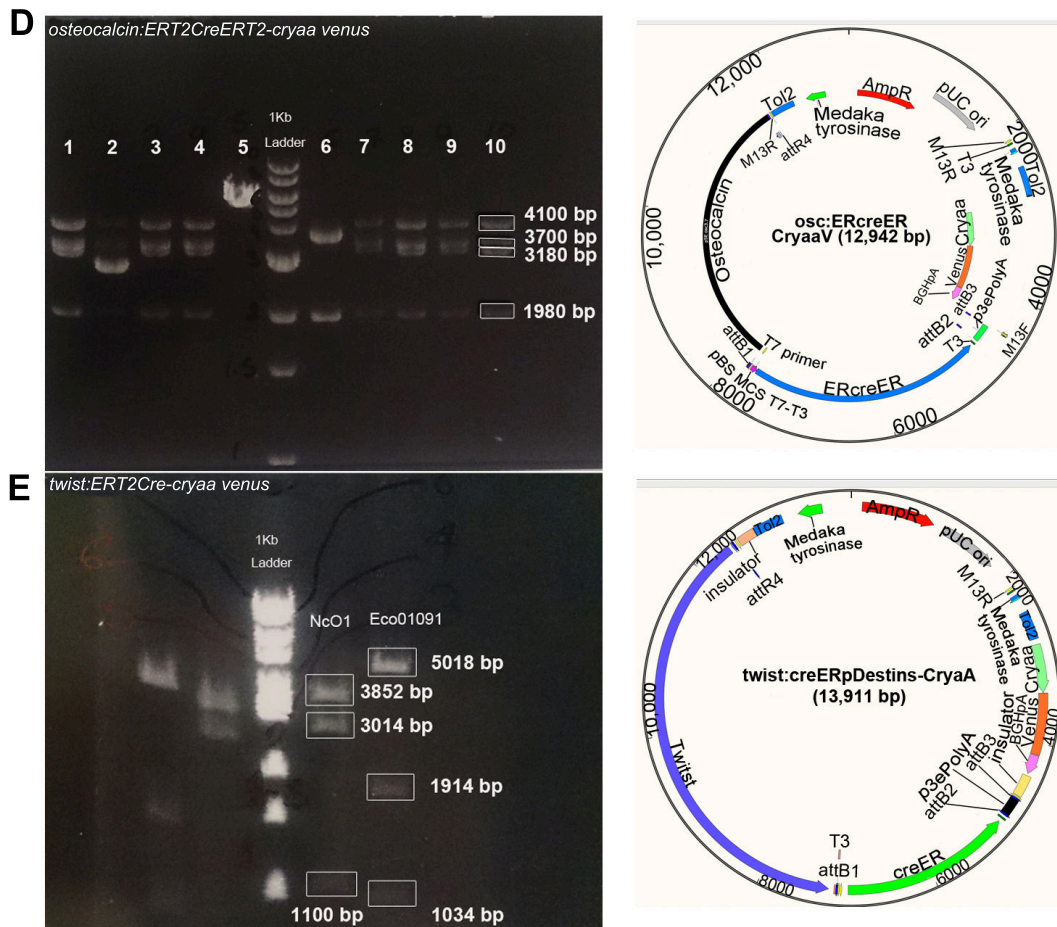 D
osteocalcin:ERT2CreERT2-cryaa venus
1Kb
Ladder
1 2 3 4 5 6 7 8 9 10
4100 bp
3700 bp
3180 bp
1980 bp
1.5
12,000
2000
4000
6000
8000
10,000
Tol2
AmpR
Medaka
tyrosinase
pUC ori
M13R
attR4
M13R
T3
Medaka
tyrosinase
Tol2
osc:ERcreER
CryaaV (12,942 bp)
Osteocalcin
Cryaa
Venus
BGHpA
attB3
p3ePolyA
attB2
T3
M13F
attB1
T7 primer
pBS MCS T7-T3
ERcreER
E
twist:ERT2Cre-cryaa venus
1Kb
Ladder
NcO1
Eco01091
5018 bp
3852 bp
3014 bp
1914 bp
1100 bp
1034 bp
12,000
2000
4000
6000
8000
10,000
AmpR
Tol2
Medaka
tyrosinase
pUC ori
insulator
attR4
M13R
Medaka
tyrosinase
Tol2
Cryaa
Venus
BGHpA
insulator
attB3
p3ePolyA
attB2
twist:creERpDestins-CryaA
(13,911 bp)
Twitst
T3
attB1
creER